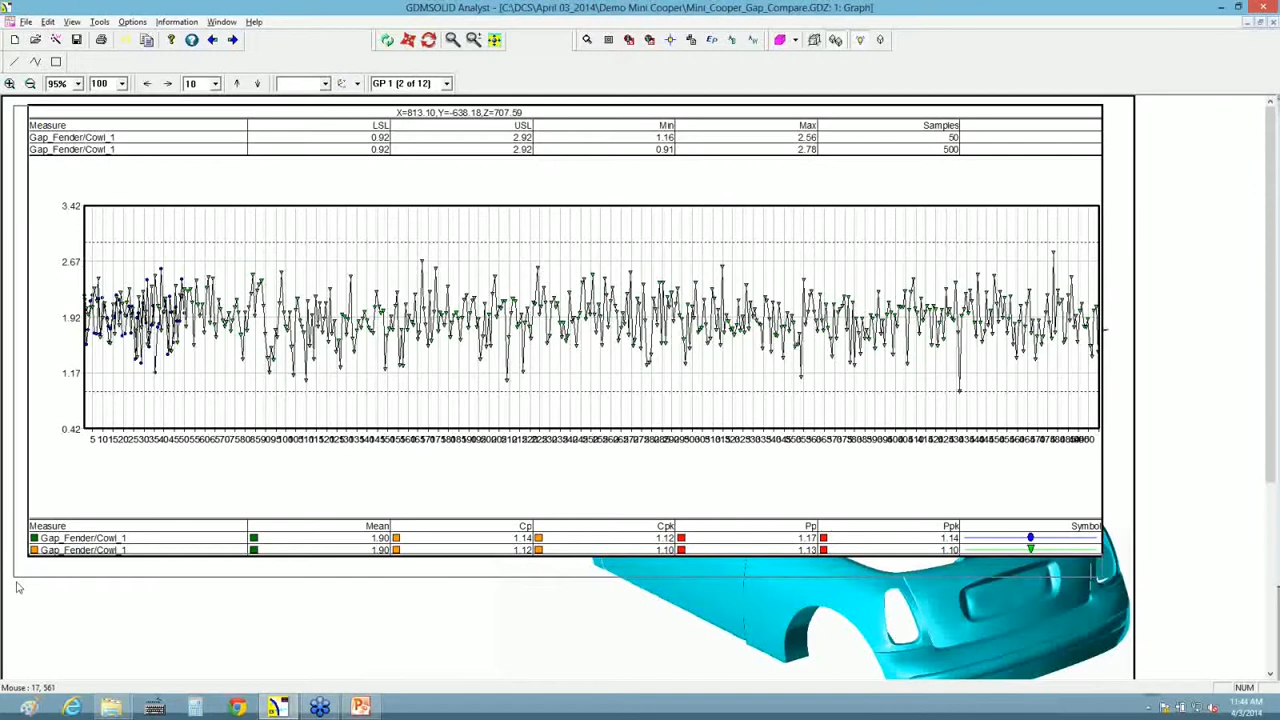 GDMSOLID Analyst - [C:\DCS\April 03_2014\Demo Mini Cooper\Mini_Cooper_Gap_Compare.GDZ: 1: Graph]
File Edit View Tools Options Information Window Help
95% 100 10 GP 1 (2 of 12)
X=813.10,Y=-638.18,Z=707.59
Measure LSL USL Min Max Samples
Gap_Fender/Cowl_1 0.92 2.92 1.16 2.56 50
Gap_Fender/Cowl_1 0.92 2.92 0.91 2.78 500
3.42
2.67
1.92
1.17
0.42
Measure Mean Cp Cpk Pp Ppk Symbol
Gap_Fender/Cowl_1 1.90 1.14 1.12 1.17 1.14
Gap_Fender/Cowl_1 1.90 1.12 1.10 1.13 1.10
Mouse : 17, 561 NUM
11:44 AM
4/3/2014